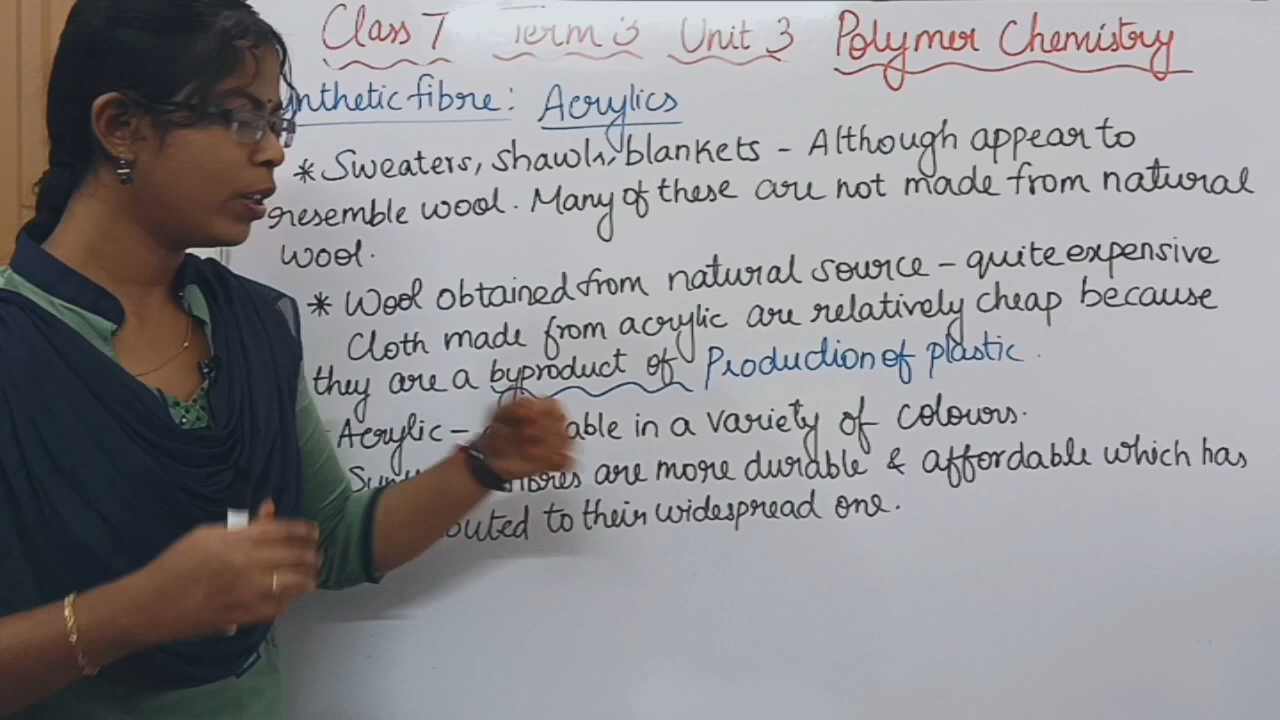 Class 7 Term 3 Unit 3 Polymer Chemistry
nthetic fibre: Acrylics
* Sweaters, shawls, blankets - Although appear to
resemble wool. Many of these are not made from natural
wool.
* Wool obtained from natural source - quite expensive
Cloth made from acrylic are relatively cheap because
they are a byproduct of Production of plastic.
Acrylic - able in a variety of colours.
are more durable & affordable which has
outed to their widespread one.